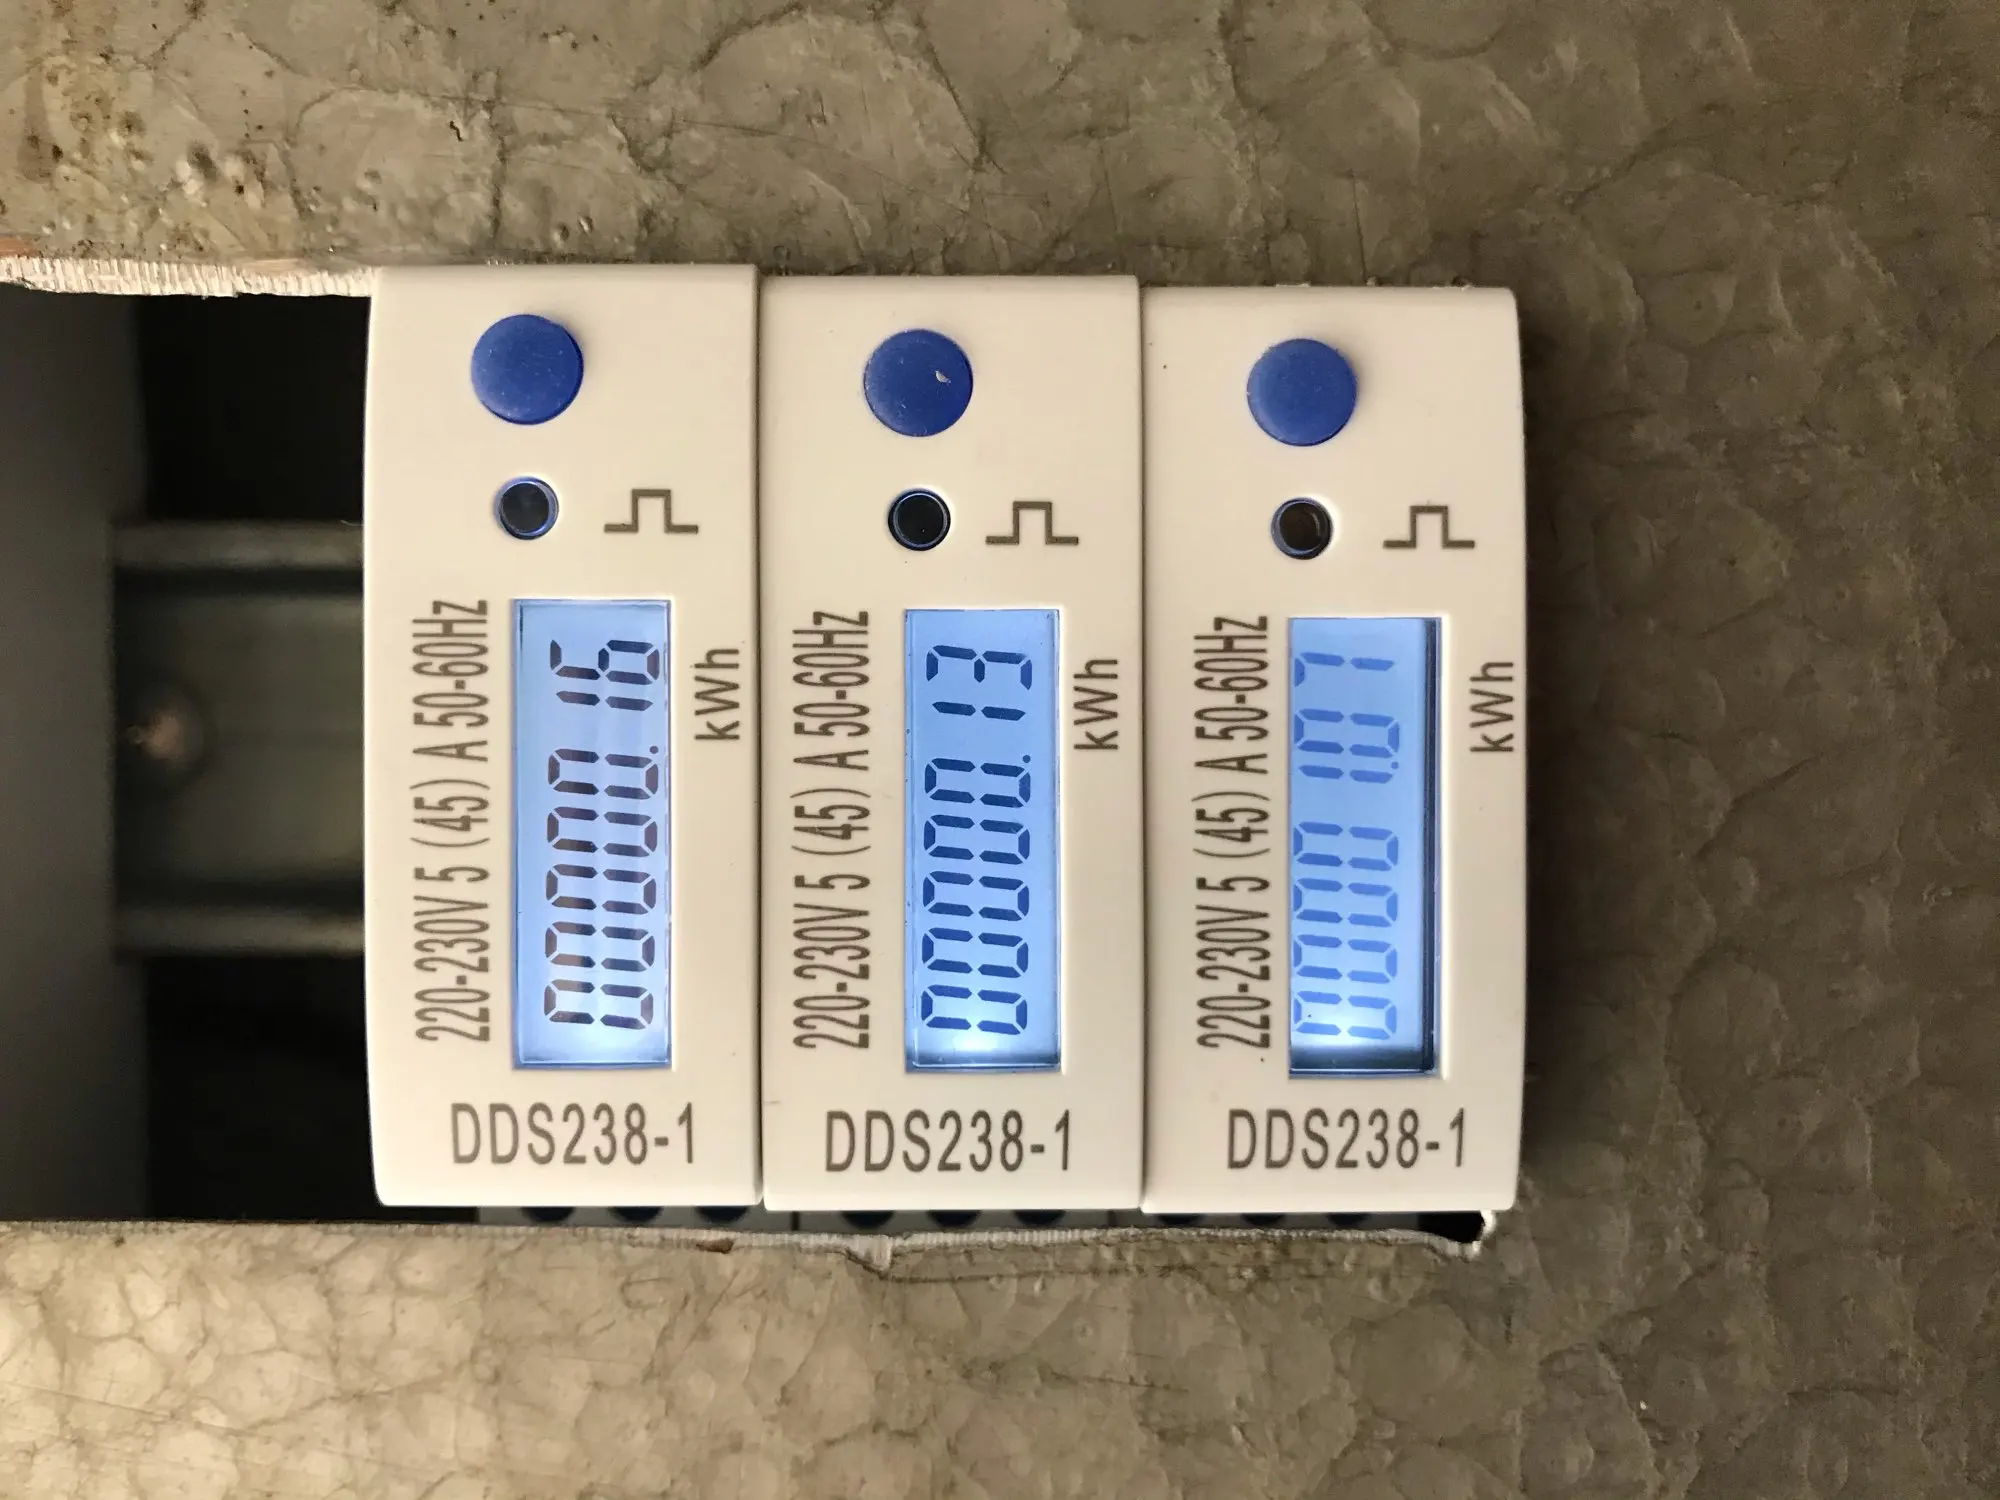 220-230V 5 (45) A 50-60Hz
00000.16
kWh
DDS238-1
220-230V 5 (45) A 50-60Hz
00000.13
kWh
DDS238-1
220-230V 5 (45) A 50-60Hz
00001.07
kWh
DDS238-1